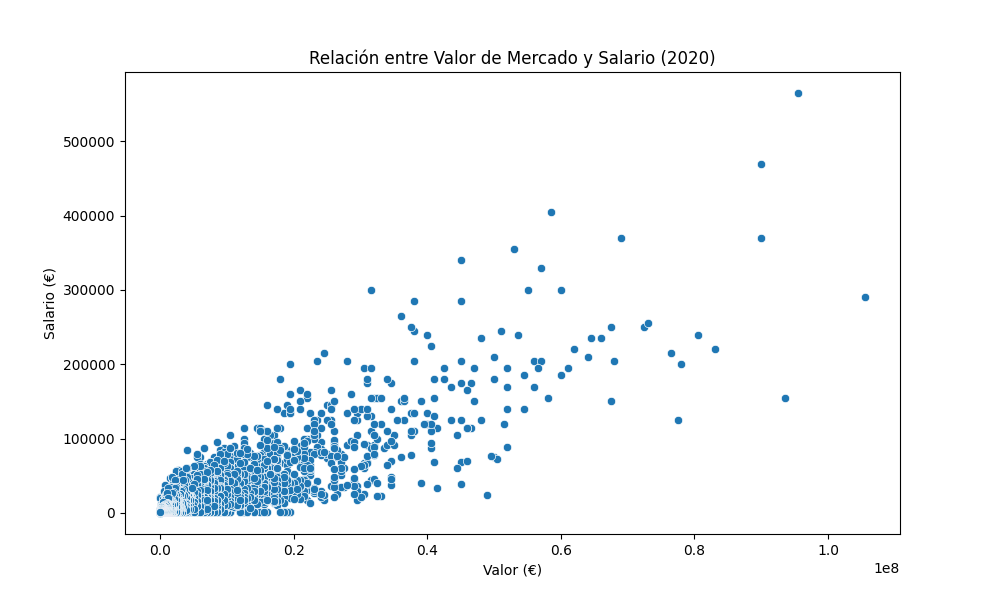 Relación entre Valor de Mercado y Salario (2020)
Salario (€)
500000
400000
300000
200000
100000
0
0.0 0.2 0.4 0.6 0.8 1.0
1e8
Valor (€)